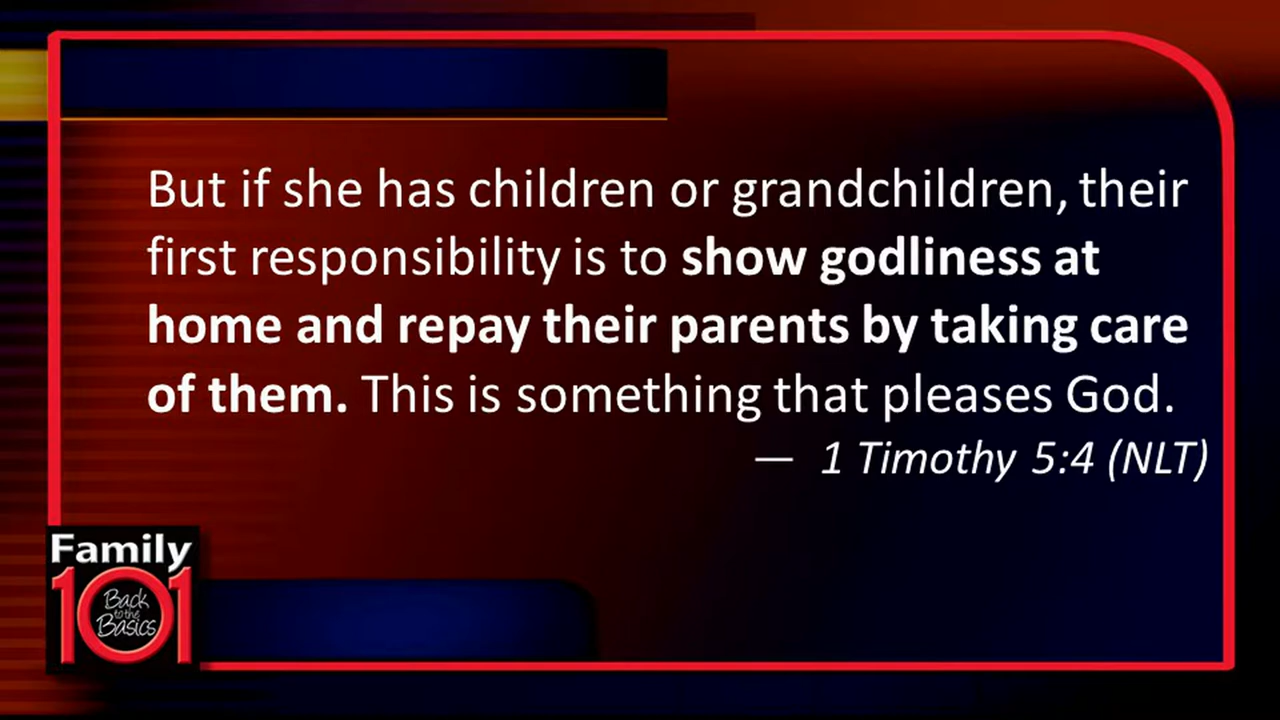 But if she has children or grandchildren, their
first responsibility is to show godliness at
home and repay their parents by taking care
of them. This is something that pleases God.
— 1 Timothy 5:4 (NLT)
Family
101
Back
to the
Basics